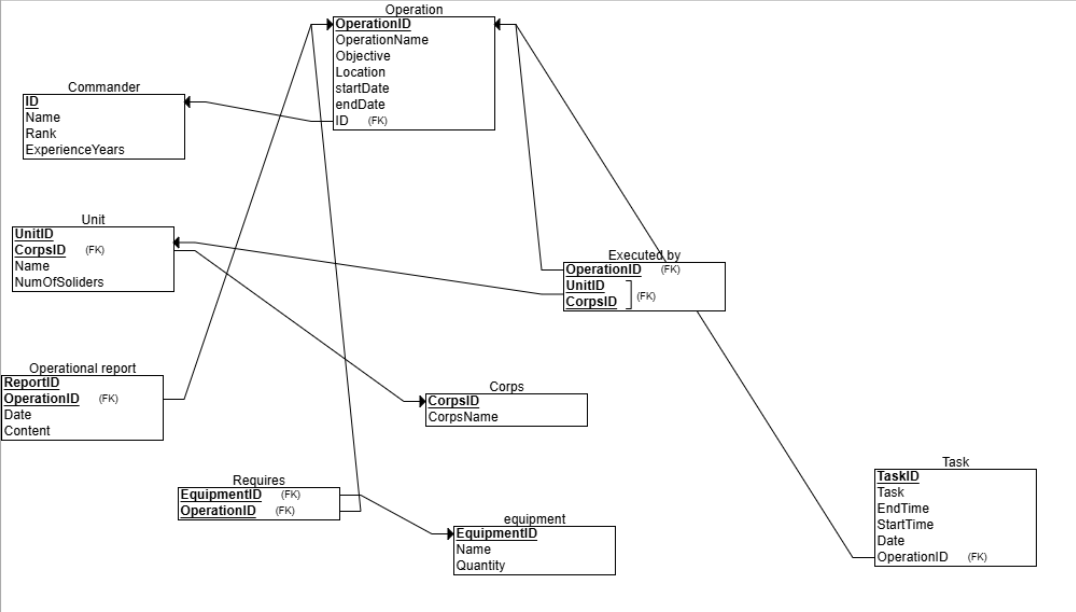 Operation
OperationID
OperationName
Objective
Location
startDate
endDate
ID (FK)
Commander
ID
Name
Rank
ExperienceYears
Unit
UnitID
CorpsID (FK)
Name
NumOfSoliders
Executed by
OperationID (FK)
UnitID
CorpsID
(FK)
Operational report
ReportID
OperationID (FK)
Date
Content
Corps
CorpsID
CorpsName
Requires
EquipmentID (FK)
OperationID (FK)
equipment
EquipmentID
Name
Quantity
Task
TaskID
Task
EndTime
StartTime
Date
OperationID (FK)